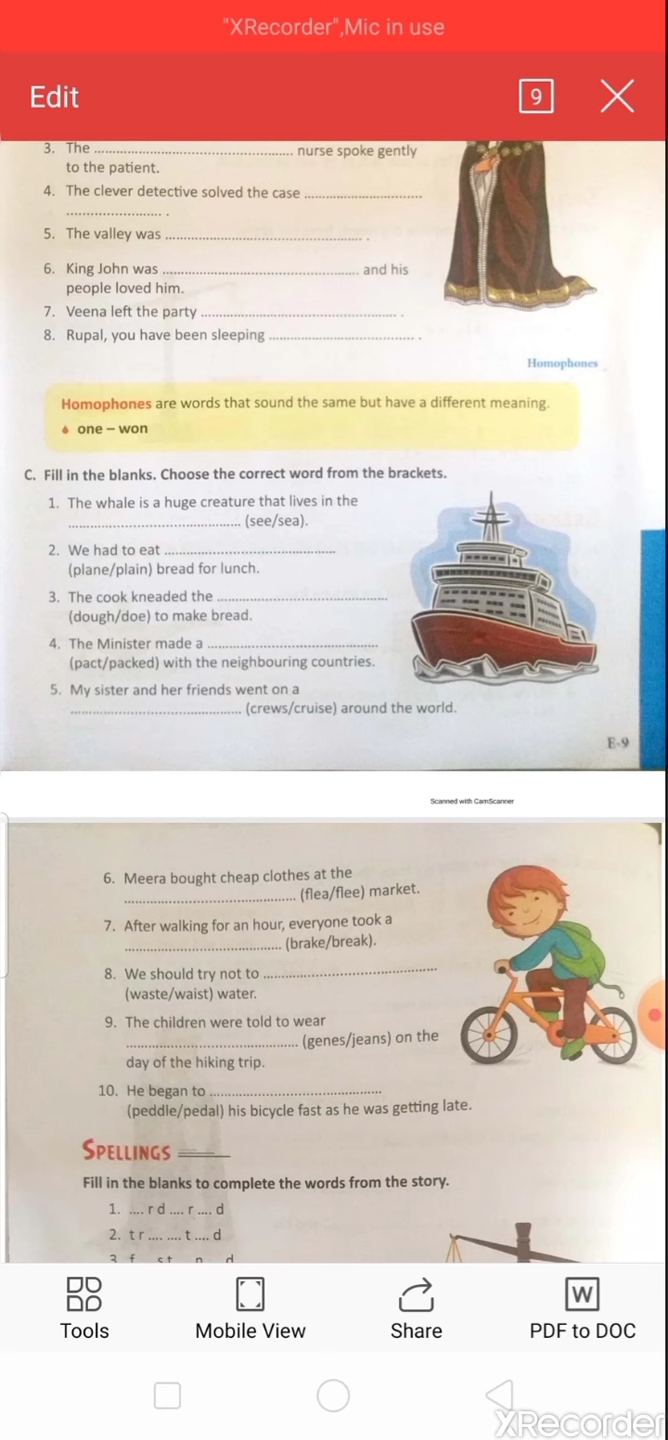 "XRecorder",Mic in use
Edit
9
3. The ........................................ nurse spoke gently
to the patient.
4. The clever detective solved the case ........................
....................... .
5. The valley was ....................................... .
6. King John was ....................................... and his
people loved him.
7. Veena left the party ....................................... .
8. Rupal, you have been sleeping ............................. .
Homophones
Homophones are words that sound the same but have a different meaning.
one – won
C. Fill in the blanks. Choose the correct word from the brackets.
1. The whale is a huge creature that lives in the
................................... (see/sea).
2. We had to eat ...................................
(plane/plain) bread for lunch.
3. The cook kneaded the ...................................
(dough/doe) to make bread.
4. The Minister made a ...................................
(pact/packed) with the neighbouring countries.
5. My sister and her friends went on a
................................... (crews/cruise) around the world.
E-9
Scanned with CamScanner
6. Meera bought cheap clothes at the
................................... (flea/flee) market.
7. After walking for an hour, everyone took a
................................ (brake/break).
8. We should try not to ...................................
(waste/waist) water.
9. The children were told to wear
................................... (genes/jeans) on the
day of the hiking trip.
10. He began to ...................................
(peddle/pedal) his bicycle fast as he was getting late.
SPELLINGS
Fill in the blanks to complete the words from the story.
1. .... r d .... r .... d
2. t r .... .... t .... d
Tools
Mobile View
Share
W
PDF to DOC
XRecorder